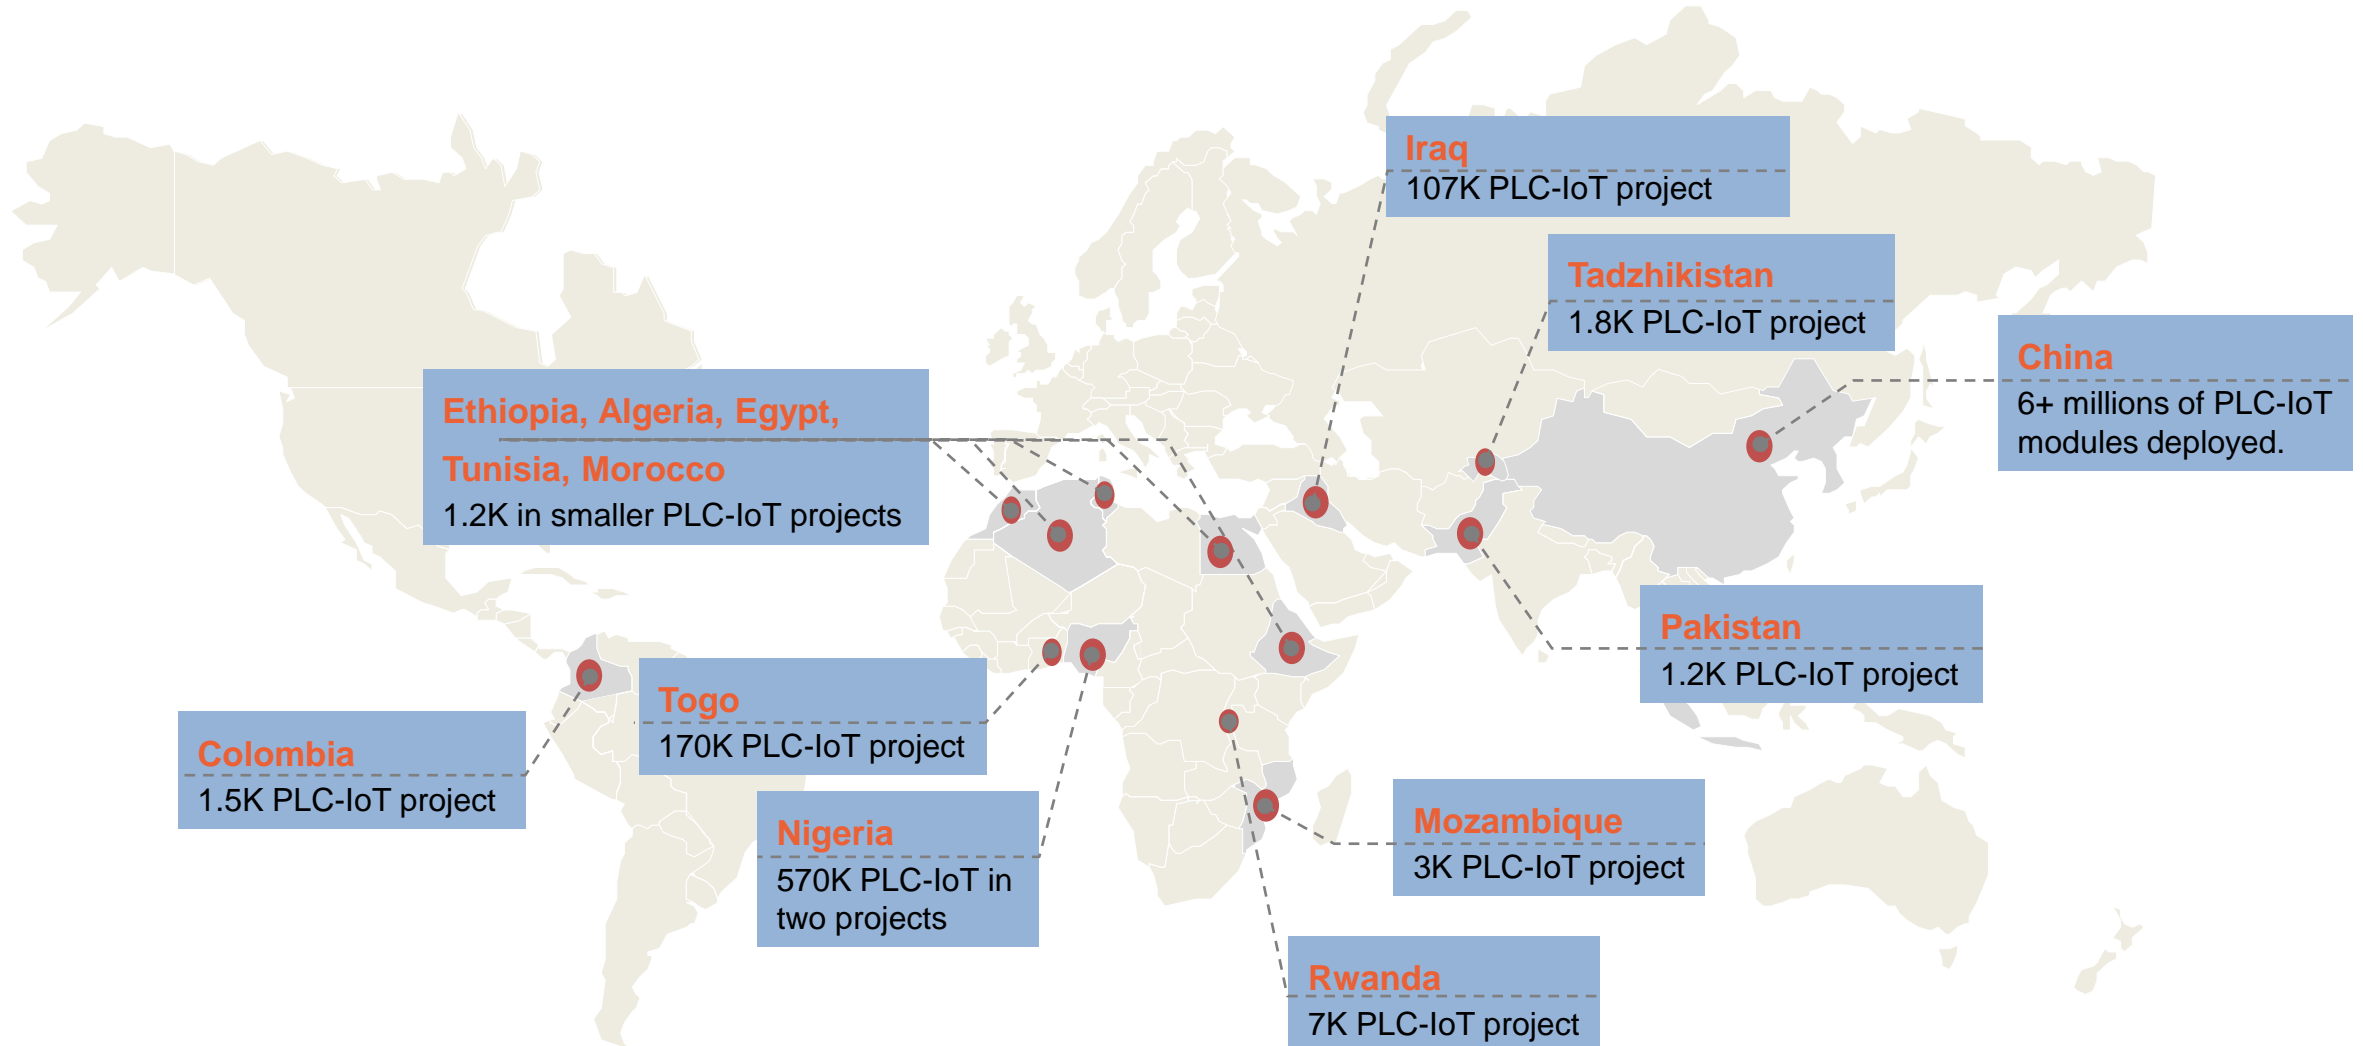 Iraq
107K PLC-IoT project
Tadzhikistan
1.8K PLC-IoT project
China
6+ millions of PLC-IoT
modules deployed.
Ethiopia, Algeria, Egypt,
Tunisia, Morocco
1.2K in smaller PLC-IoT projects
Pakistan
1.2K PLC-IoT project
Togo
170K PLC-IoT project
Colombia
1.5K PLC-IoT project
Nigeria
570K PLC-IoT in
two projects
Mozambique
3K PLC-IoT project
Rwanda
7K PLC-IoT project